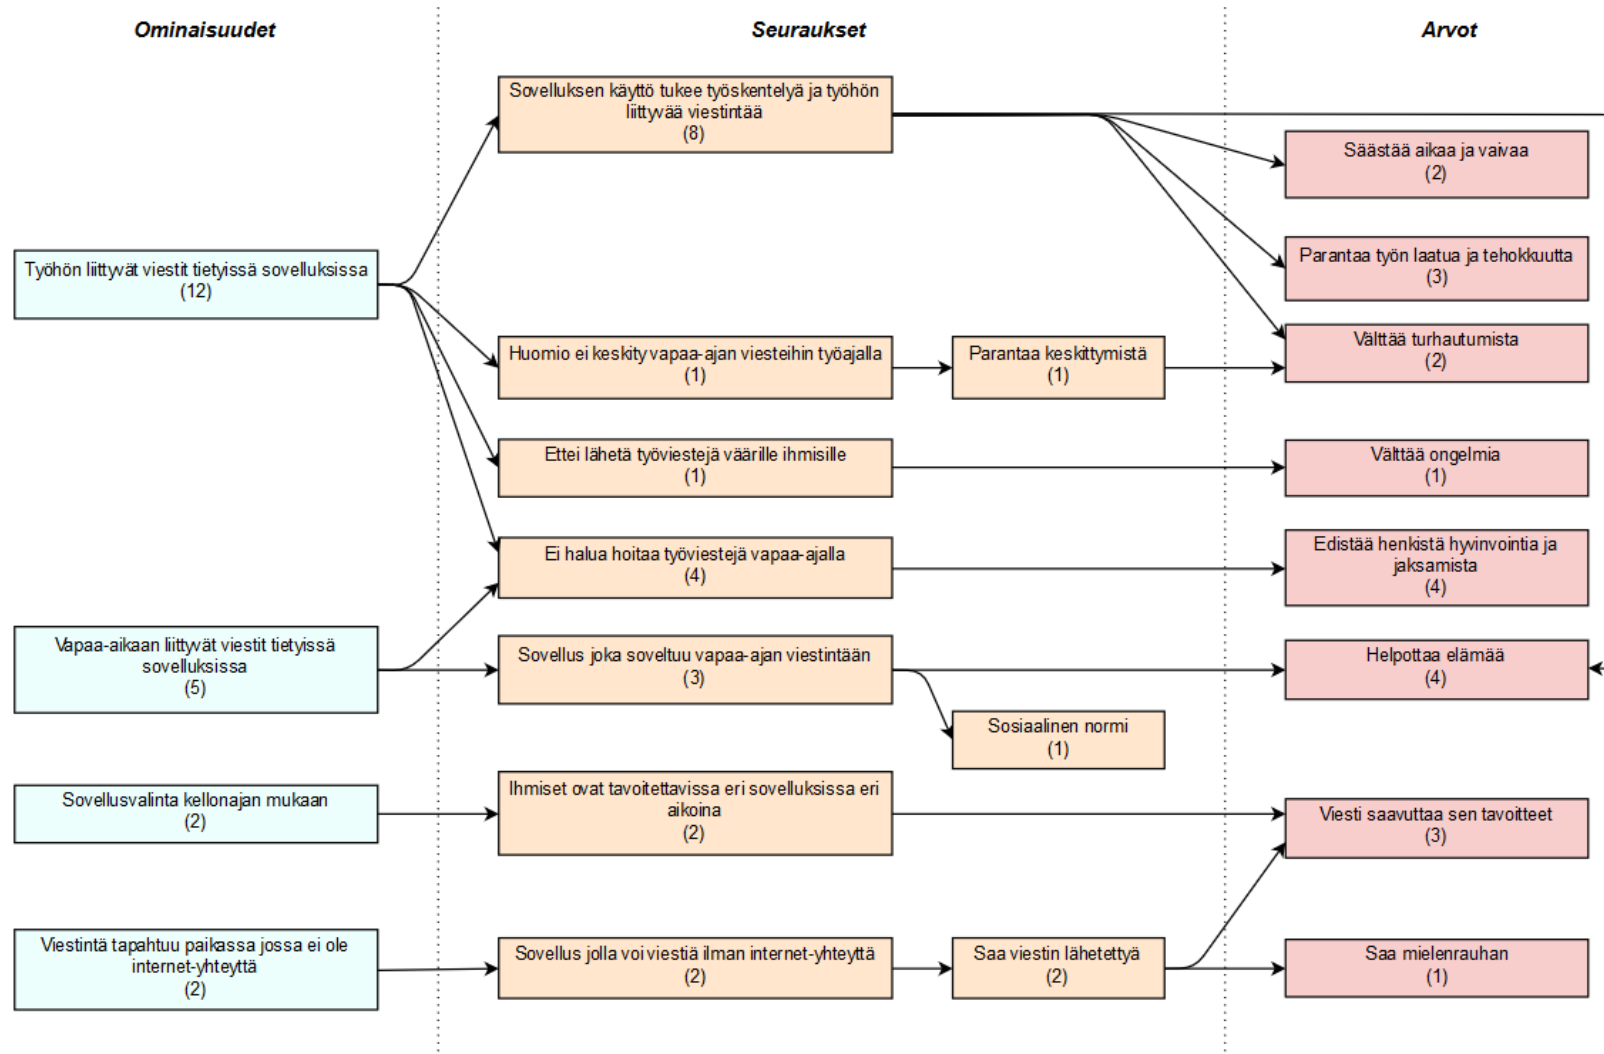 Ominaisuudet
Seuraukset
Arvot
Sovelluksen käyttö tukee työskentelyä ja työhön
liittyvää viestintää
(8)
Säästää aikaa ja vaivaa
(2)
Työhön liittyvät viestit tietyissä sovelluksissa
(12)
Parantaa työn laatua ja tehokkuutta
(3)
Huomio ei keskity vapaa-ajan viesteihin työajalla
(1)
Parantaa keskittymistä
(1)
Välttää turhautumista
(2)
Ettei lähetä työviestejä väärille ihmisille
(1)
Välttää ongelmia
(1)
Ei halua hoitaa työviestejä vapaa-ajalla
(4)
Edistää henkistä hyvinvointia ja
jaksamista
(4)
Vapaa-aikaan liittyvät viestit tietyissä
sovelluksissa
(5)
Sovellus joka soveltuu vapaa-ajan viestintään
(3)
Helpottaa elämää
(4)
Sosiaalinen normi
(1)
Sovellusvalinta kellonajan mukaan
(2)
Ihmiset ovat tavoitettavissa eri sovelluksissa eri
aikoina
(2)
Viesti saavuttaa sen tavoitteet
(3)
Viestintä tapahtuu paikassa jossa ei ole
internet-yhteyttä
(2)
Sovellus jolla voi viestiä ilman internet-yhteyttä
(2)
Saa viestin lähetettyä
(2)
Saa mielenrauhan
(1)